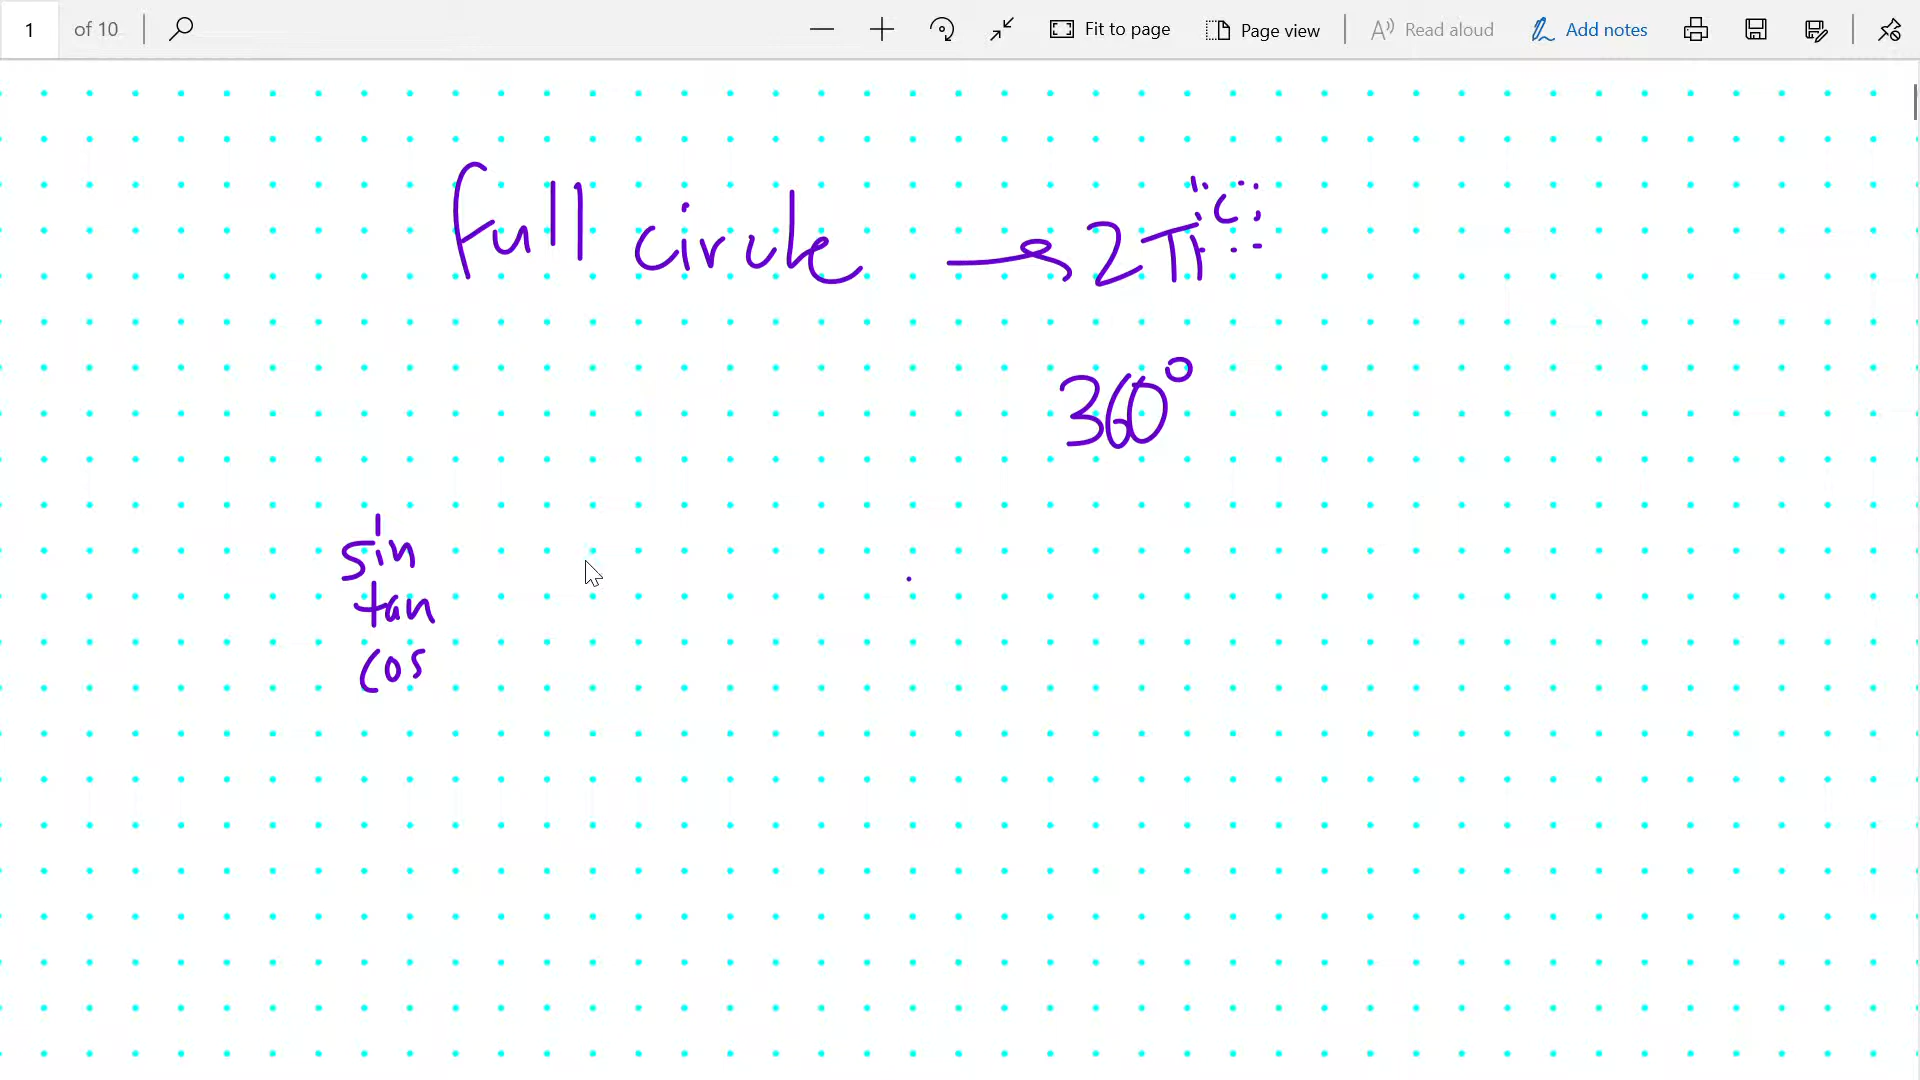 1 of 10 Fit to page Page view Read aloud Add notes
full circle → 2π ᶜ
360°
sin
tan
cos